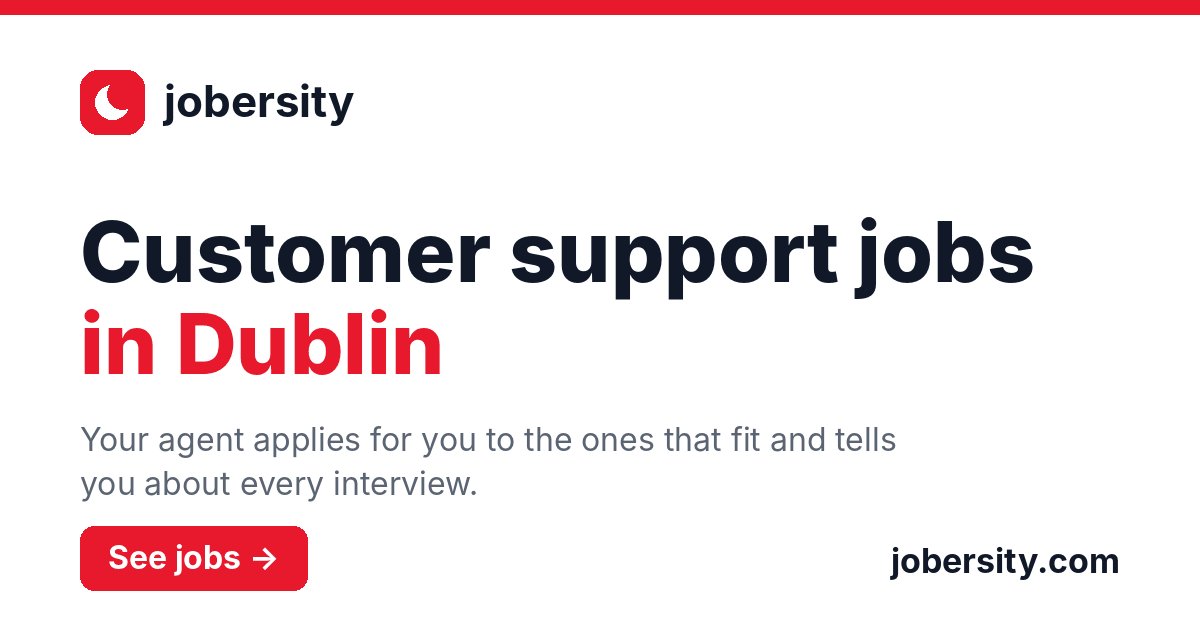 jobersity
Customer support jobs
in Dublin
Your agent applies for you to the ones that fit and tells
you about every interview.
See jobs →
jobersity.com